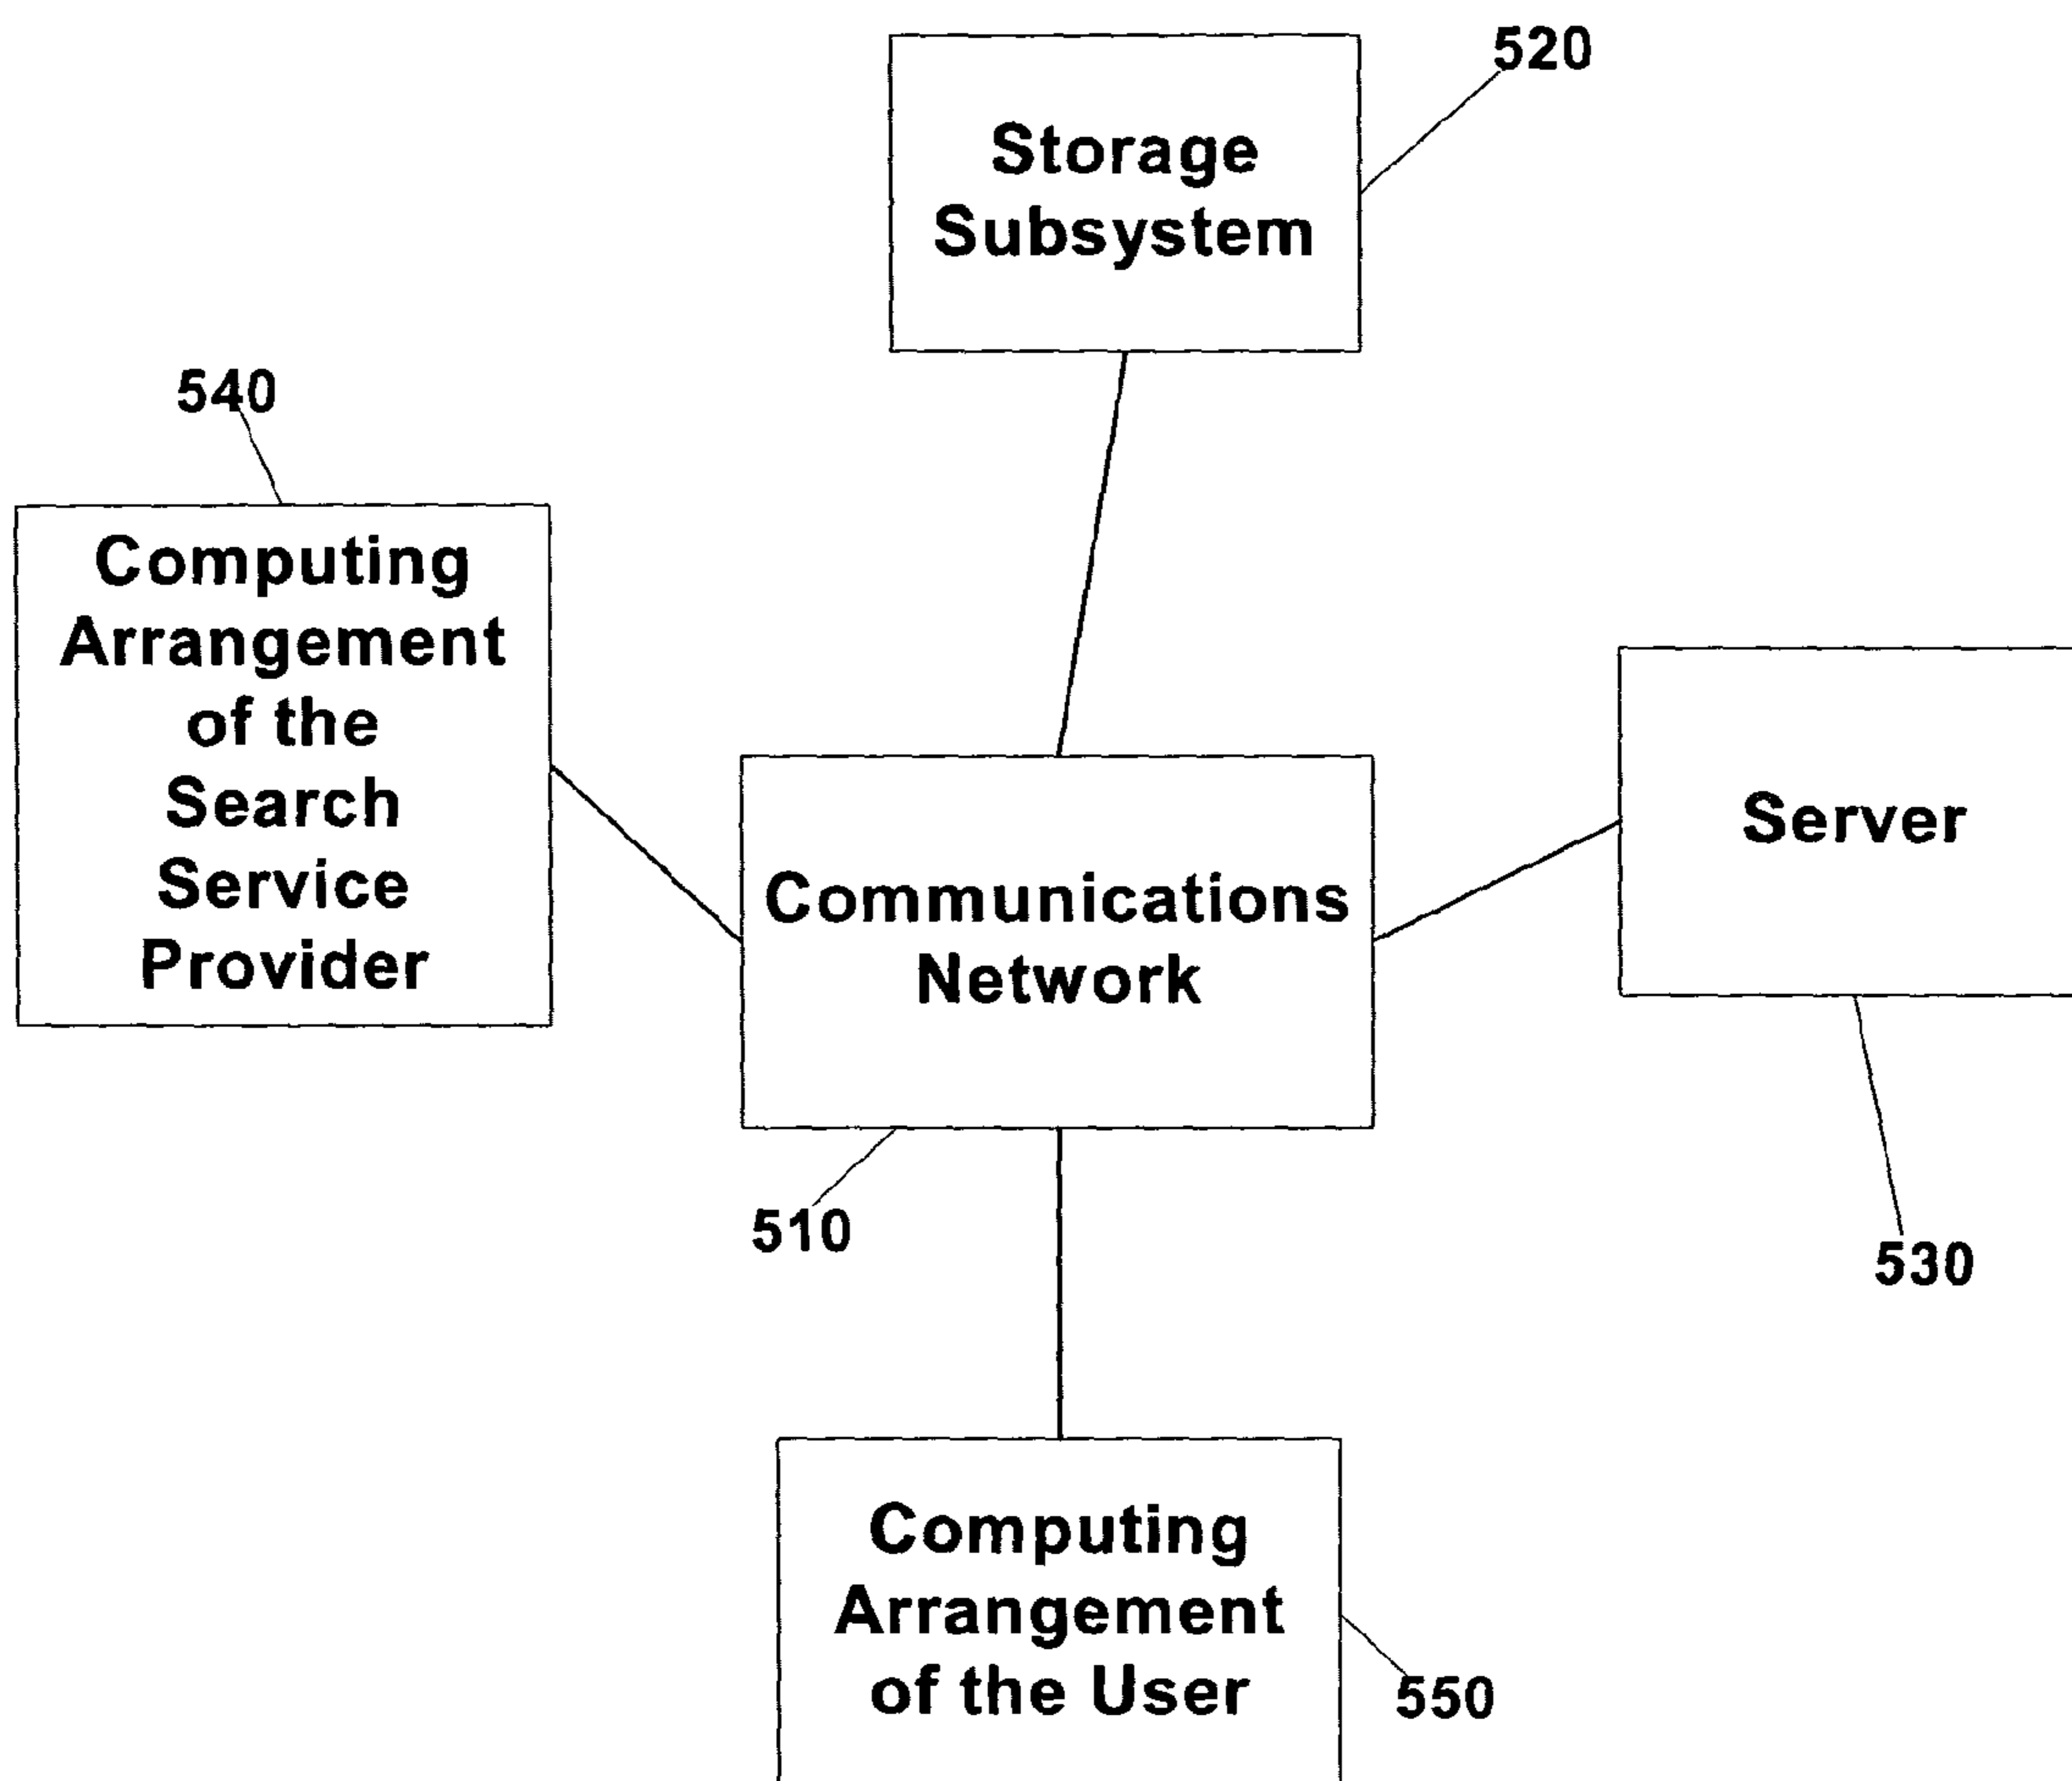 520
Storage
Subsystem
540
Computing
Arrangement
of the
Search
Service
Provider
Server
Communications
Network
510
530
Computing
Arrangement
of the User
550